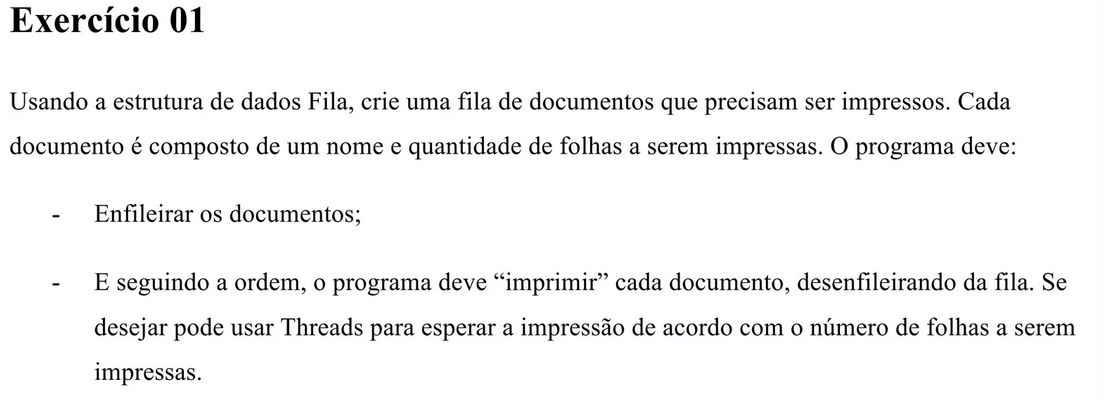 Exercício 01
Usando a estrutura de dados Fila, crie uma fila de documentos que precisam ser impressos. Cada
documento é composto de um nome e quantidade de folhas a serem impressas. O programa deve:
- Enfileirar os documentos;
- E seguindo a ordem, o programa deve “imprimir” cada documento, desenfileirando da fila. Se
desejar pode usar Threads para esperar a impressão de acordo com o número de folhas a serem
impressas.